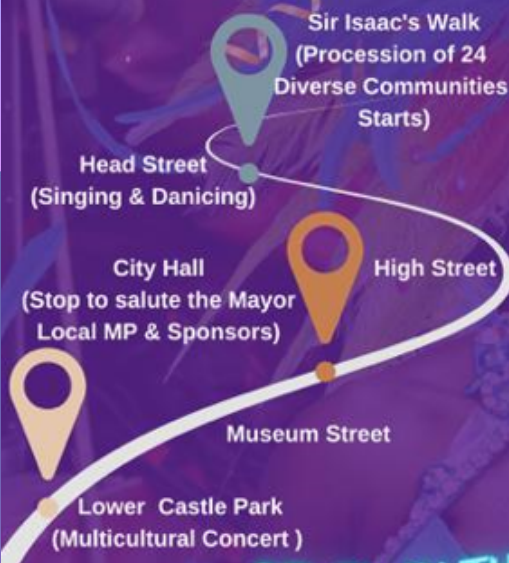 Sir Isaac's Walk
(Procession of 24
Diverse Communities
Starts)
Head Street
(Singing & Danicing)
City Hall
(Stop to salute the Mayor
Local MP & Sponsors)
High Street
Museum Street
Lower Castle Park
(Multicultural Concert )